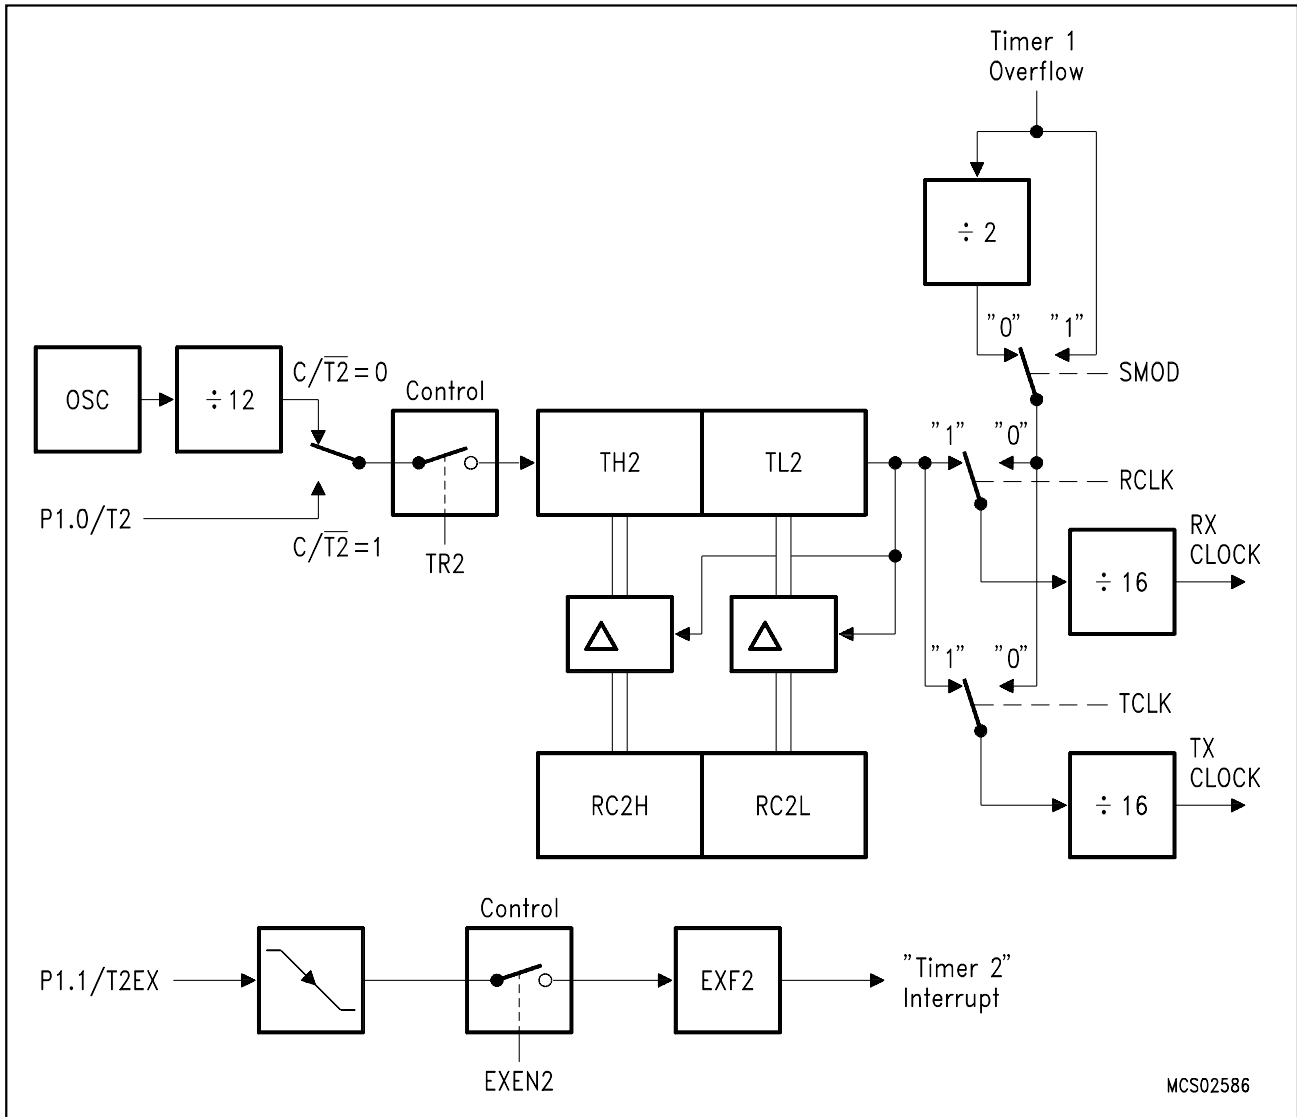 Timer 1
Overflow
÷ 2
"0" "1"
SMOD
OSC
÷ 12
C/T̅2̅=0
Control
P1.0/T2
C/T̅2̅=1
TR2
TH2
TL2
"1" "0"
RCLK
RX
CLOCK
÷ 16
"1" "0"
TCLK
TX
CLOCK
÷ 16
RC2H
RC2L
Control
P1.1/T2EX
EXF2
"Timer 2"
Interrupt
EXEN2
MCS02586